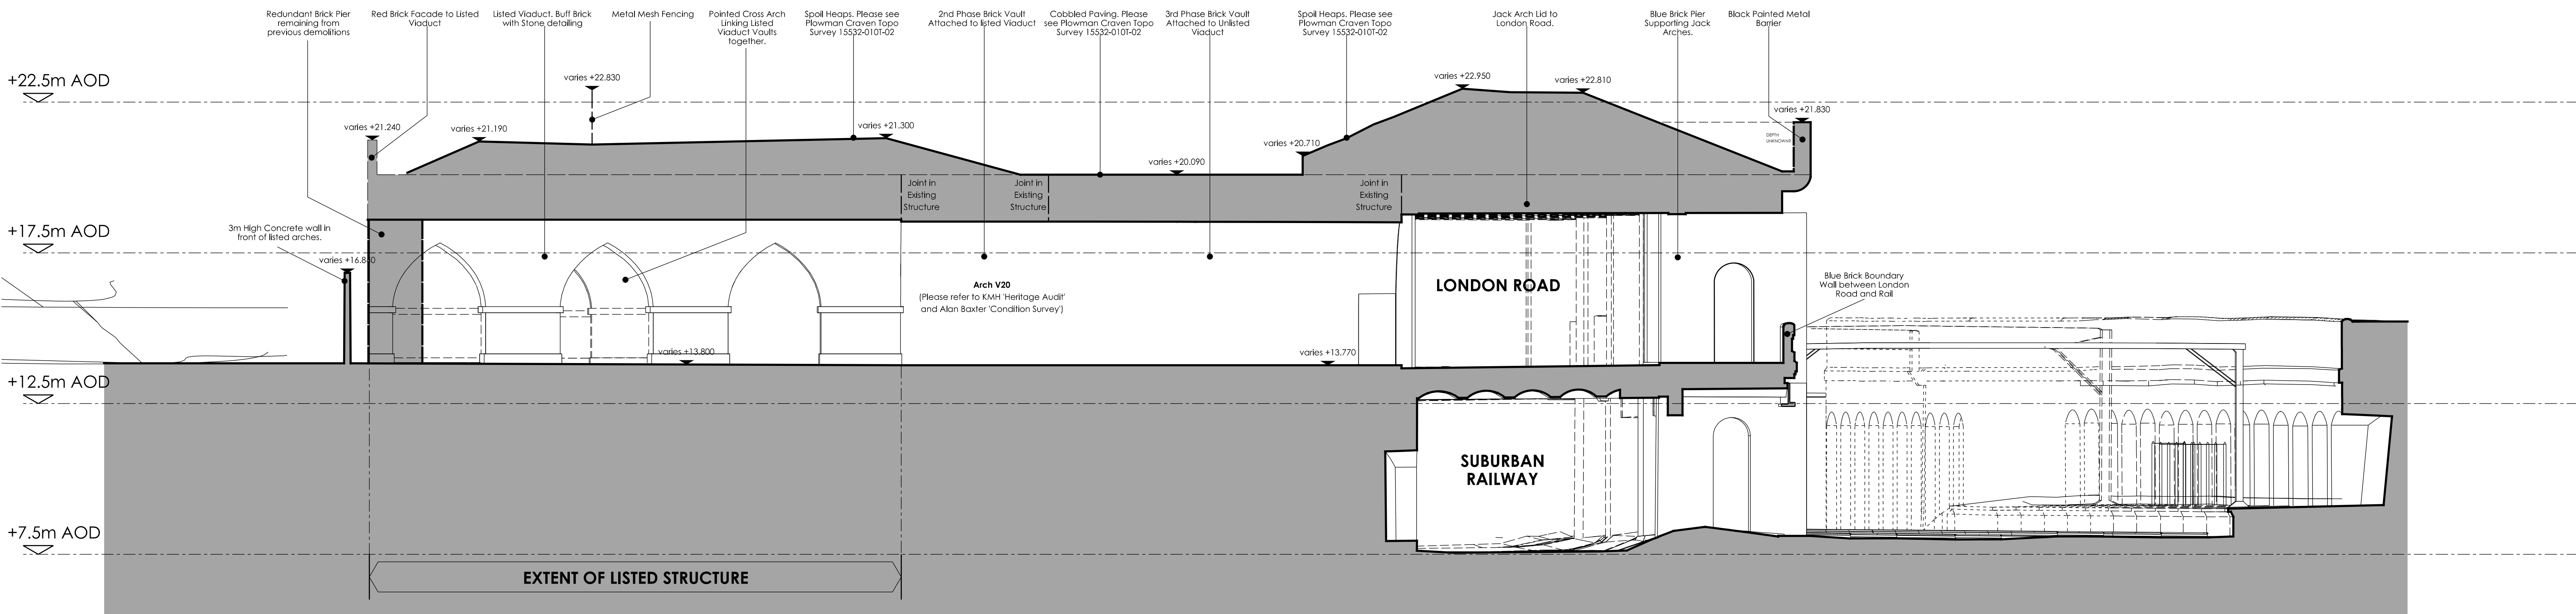 Redundant Brick Pier
remaining from
previous demolitions
Red Brick Facade to Listed
Viaduct
Listed Viaduct. Buff Brick
with Stone detailing
Metal Mesh Fencing
Pointed Cross Arch
Linking Listed
Viaduct Vaults
together.
Spoil Heaps. Please see
Plowman Craven Topo
Survey 15532-010T-02
2nd Phase Brick Vault
Attached to listed Viaduct
Cobbled Paving. Please
see Plowman Craven Topo
Survey 15532-010T-02
3rd Phase Brick Vault
Attached to Unlisted
Viaduct
Spoil Heaps. Please see
Plowman Craven Topo
Survey 15532-010T-02
Jack Arch Lid to
London Road.
Blue Brick Pier
Supporting Jack
Arches.
Black Painted Metal
Barrier
+22.5m AOD
varies +22.830
varies +22.950
varies +22.810
varies +21.830
varies +21.240
varies +21.190
varies +21.300
varies +20.710
varies +20.090
DEPTH
UNKNOWN!!
Joint in
Existing
Structure
Joint in
Existing
Structure
Joint in
Existing
Structure
+17.5m AOD
3m High Concrete wall in
front of listed arches.
varies +16.850
Arch V20
(Please refer to KMH 'Heritage Audit'
and Alan Baxter 'Condition Survey')
LONDON ROAD
Blue Brick Boundary
Wall between London
Road and Rail
varies +13.800
varies +13.770
+12.5m AOD
SUBURBAN
RAILWAY
+7.5m AOD
EXTENT OF LISTED STRUCTURE